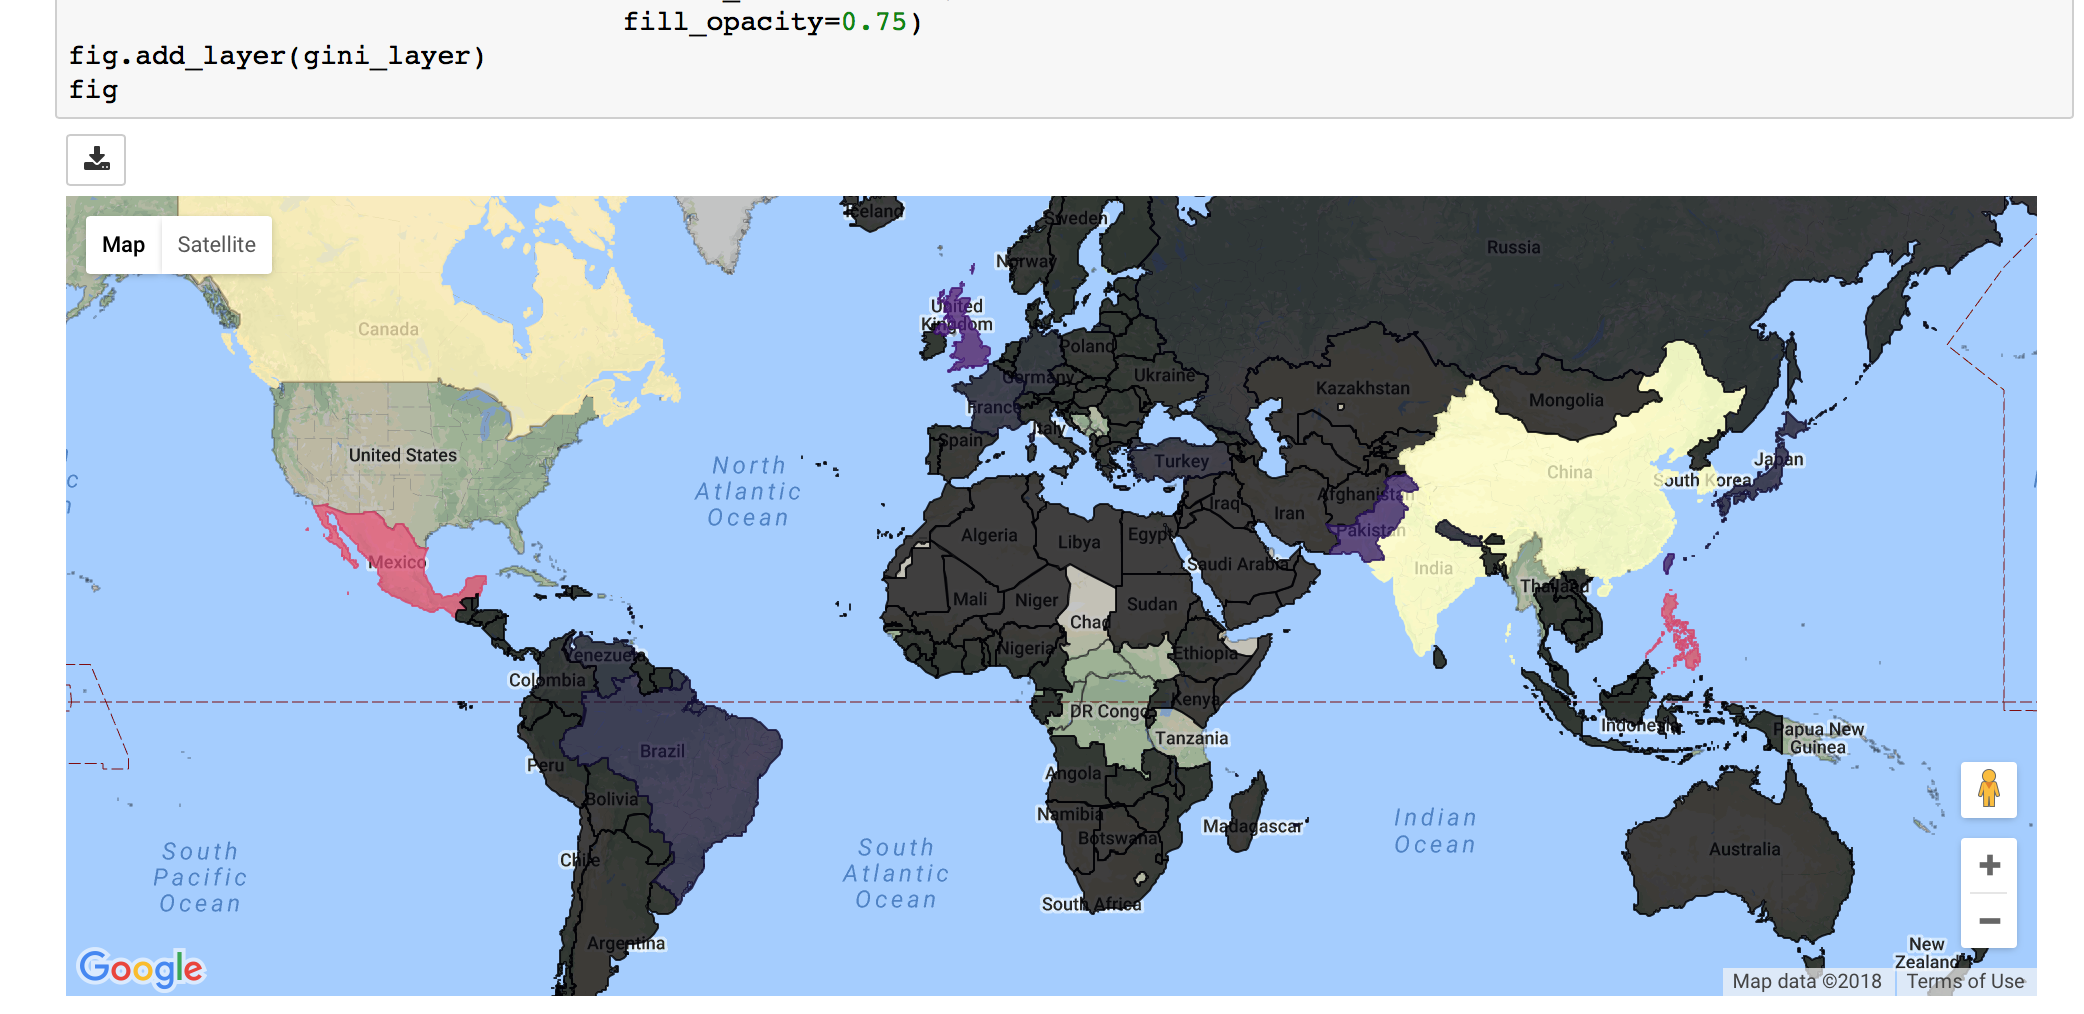 fill_opacity=0.75)
fig.add_layer(gini_layer)
fig
Map
Satellite
Iceland
Sweden
Norway
Russia
United
Kingdom
Canada
Poland
Germany
Ukraine
Kazakhstan
Mongolia
France
Italy
Spain
Turkey
United States
North
Atlantic
Ocean
China
Japan
South Korea
Afghanistan
Iraq
Iran
Pakistan
Algeria
Libya
Egypt
Saudi Arabia
India
Mexico
Thailand
Mali
Niger
Chad
Sudan
Nigeria
Ethiopia
Venezuela
Colombia
Kenya
DR Congo
Tanzania
Indonesia
Papua New
Guinea
Brazil
Peru
Angola
Bolivia
Namibia
Botswana
Madagascar
Indian
Ocean
Australia
Chile
South
Pacific
Ocean
South
Atlantic
Ocean
South Africa
Argentina
New
Zealand
Google
Map data ©2018
Terms of Use